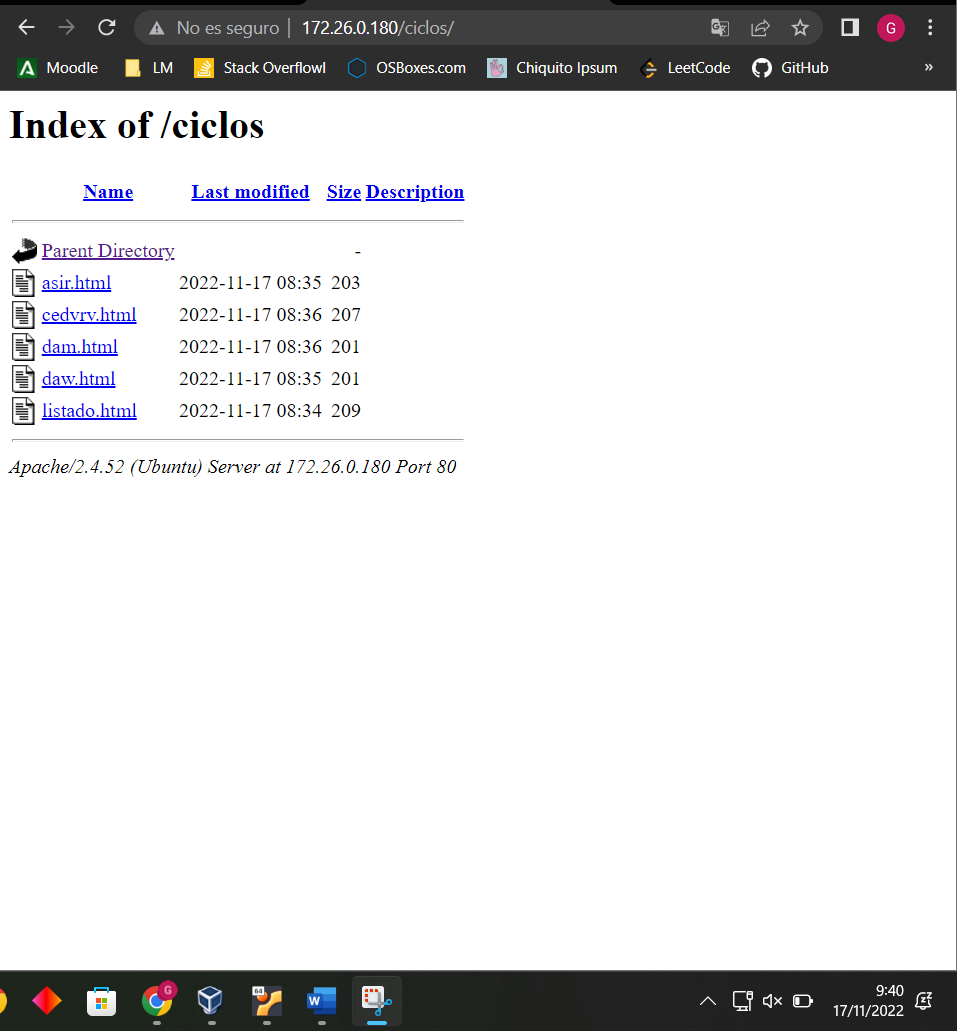 No es seguro | 172.26.0.180/ciclos/
G
Moodle LM Stack Overflowl OSBoxes.com Chiquito Ipsum LeetCode GitHub »
Index of /ciclos
Name Last modified Size Description
Parent Directory -
asir.html 2022-11-17 08:35 203
cedvrv.html 2022-11-17 08:36 207
dam.html 2022-11-17 08:36 201
daw.html 2022-11-17 08:35 201
listado.html 2022-11-17 08:34 209
Apache/2.4.52 (Ubuntu) Server at 172.26.0.180 Port 80
G
64
W
9:40
17/11/2022